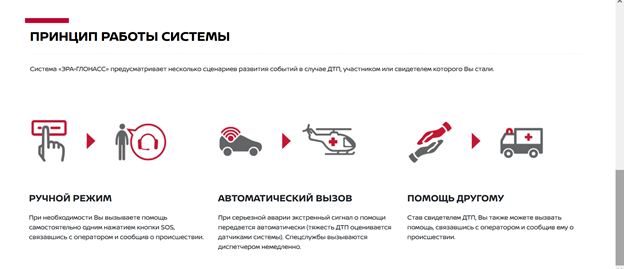 ПРИНЦИП РАБОТЫ СИСТЕМЫ
Система «ЭРА-ГЛОНАСС» предусматривает несколько сценариев развития событий в случае ДТП, участником или свидетелем которого Вы стали.
РУЧНОЙ РЕЖИМ
При необходимости Вы вызываете помощь
самостоятельно одним нажатием кнопки SOS,
связавшись с оператором и сообщив о происшествии.
АВТОМАТИЧЕСКИЙ ВЫЗОВ
При серьезной аварии экстренный сигнал о помощи
передается автоматически (тяжесть ДТП оценивается
датчиками системы). Спецслужбы вызываются
диспетчером немедленно.
ПОМОЩЬ ДРУГОМУ
Став свидетелем ДТП, Вы также можете вызвать
помощь, связавшись с оператором и сообщив ему о
происшествии.